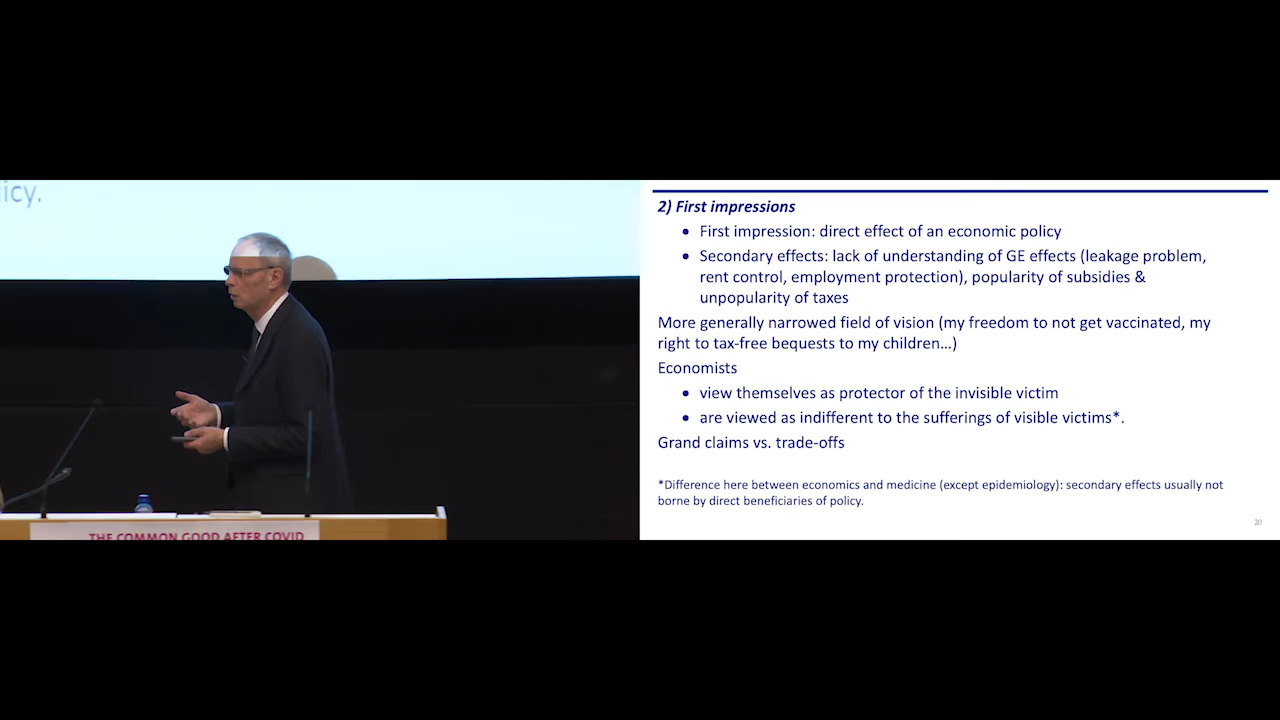 icy.
THE COMMON GOOD AFTER COVID
2) First impressions
• First impression: direct effect of an economic policy
• Secondary effects: lack of understanding of GE effects (leakage problem,
rent control, employment protection), popularity of subsidies &
unpopularity of taxes
More generally narrowed field of vision (my freedom to not get vaccinated, my
right to tax-free bequests to my children…)
Economists
• view themselves as protector of the invisible victim
• are viewed as indifferent to the sufferings of visible victims*.
Grand claims vs. trade-offs
*Difference here between economics and medicine (except epidemiology): secondary effects usually not
borne by direct beneficiaries of policy.
20